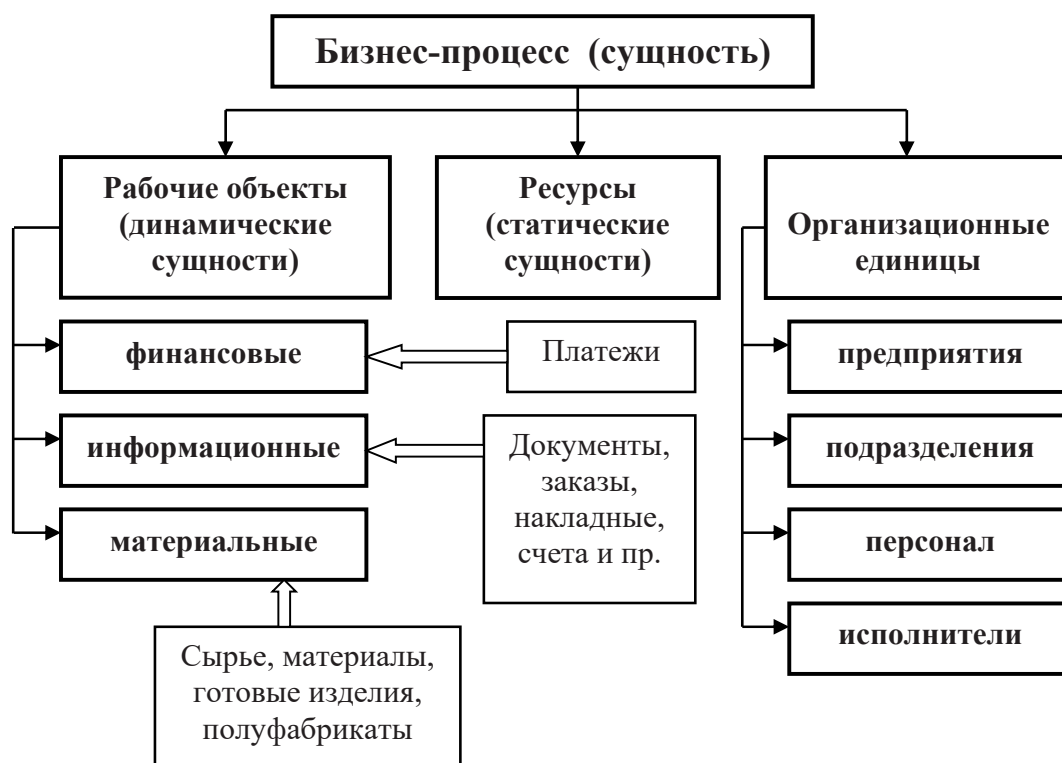 Бизнес-процесс (сущность)
Рабочие объекты
(динамические
сущности)
Ресурсы
(статические
сущности)
Организационные
единицы
финансовые
Платежи
предприятия
информационные
Документы,
заказы,
накладные,
счета и пр.
подразделения
материальные
персонал
Сырье, материалы,
готовые изделия,
полуфабрикаты
исполнители